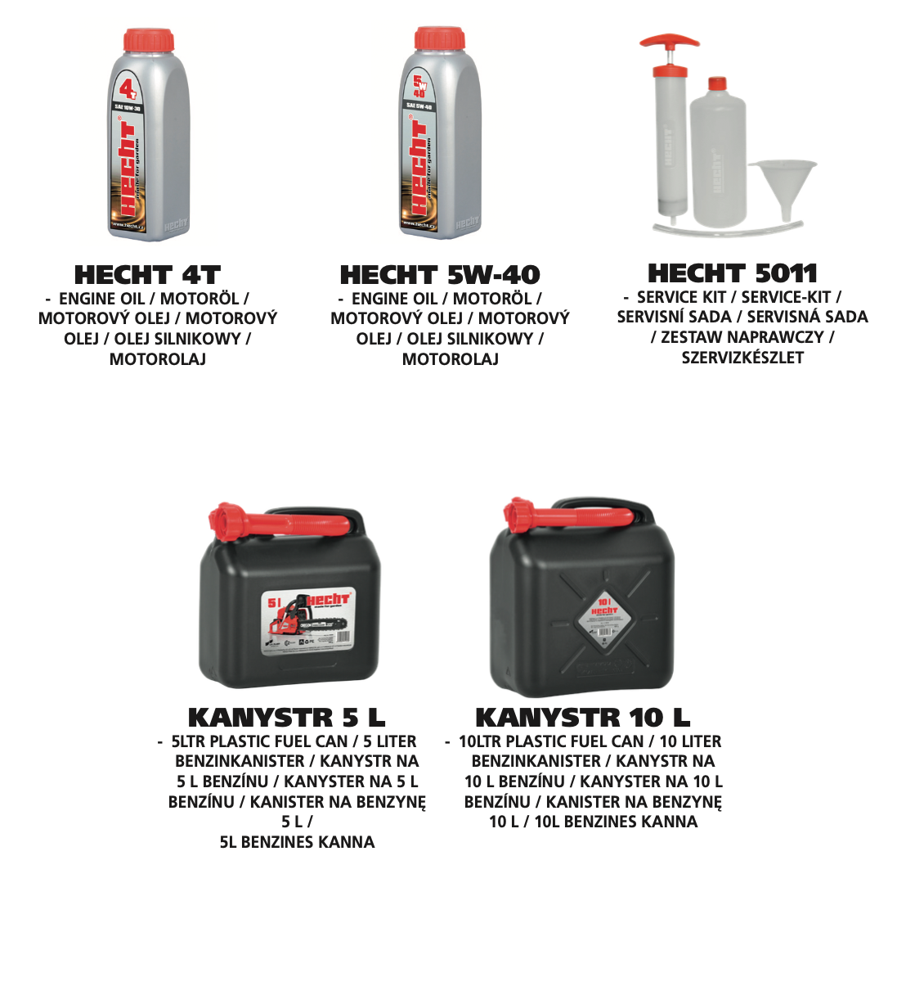 4T
SAE 10W-30
HECHT®
made for garden
www.hecht.cz
HECHT
5W
40
SAE 5W-40
HECHT®
made for garden
www.hecht.cz
HECHT
HECHT
HECHT
HECHT 4T
- ENGINE OIL / MOTORÖL /
MOTOROVÝ OLEJ / MOTOROVÝ
OLEJ / OLEJ SILNIKOWY /
MOTOROLAJ
HECHT 5W-40
- ENGINE OIL / MOTORÖL /
MOTOROVÝ OLEJ / MOTOROVÝ
OLEJ / OLEJ SILNIKOWY /
MOTOROLAJ
HECHT 5011
- SERVICE KIT / SERVICE-KIT /
SERVISNÍ SADA / SERVISNÁ SADA
/ ZESTAW NAPRAWCZY /
SZERVIZKÉSZLET
5 l HECHT®
made for garden
10 l
HECHT
KANYSTR 5 L
- 5LTR PLASTIC FUEL CAN / 5 LITER
BENZINKANISTER / KANYSTR NA
5 L BENZÍNU / KANYSTER NA 5 L
BENZÍNU / KANISTER NA BENZYNĘ
5 L /
5L BENZINES KANNA
KANYSTR 10 L
- 10LTR PLASTIC FUEL CAN / 10 LITER
BENZINKANISTER / KANYSTR NA
10 L BENZÍNU / KANYSTER NA 10 L
BENZÍNU / KANISTER NA BENZYNĘ
10 L / 10L BENZINES KANNA